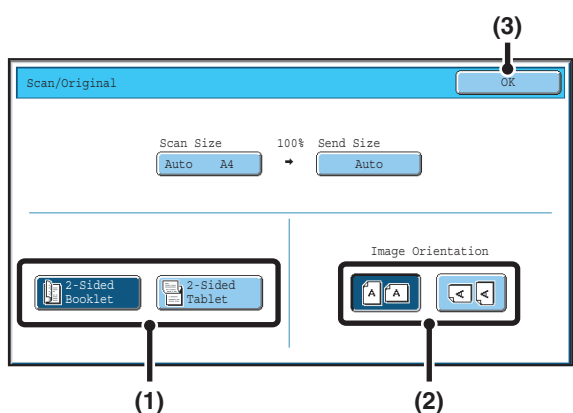 (3)
Scan/Original
OK
Scan Size 100% Send Size
Auto A4 → Auto
Image Orientation
2-Sided Booklet
2-Sided Tablet
A A
A A
(1)
(2)